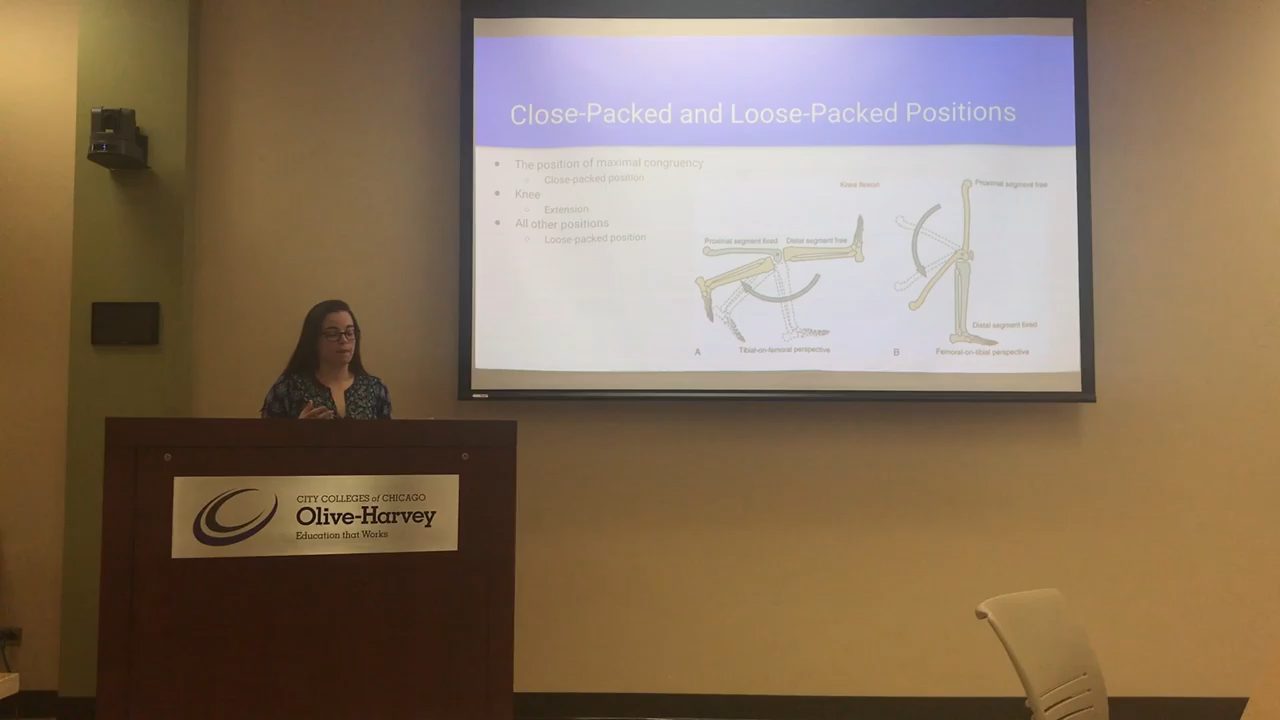 Close-Packed and Loose-Packed Positions
The position of maximal congruency
Close-packed position
Knee
Extension
All other positions
Loose-packed position
Knee flexion
Proximal segment free
Proximal segment fixed
Distal segment free
Distal segment fixed
A
Tibial-on-femoral perspective
B
Femoral-on-tibial perspective
CITY COLLEGES of CHICAGO
Olive-Harvey
Education that Works